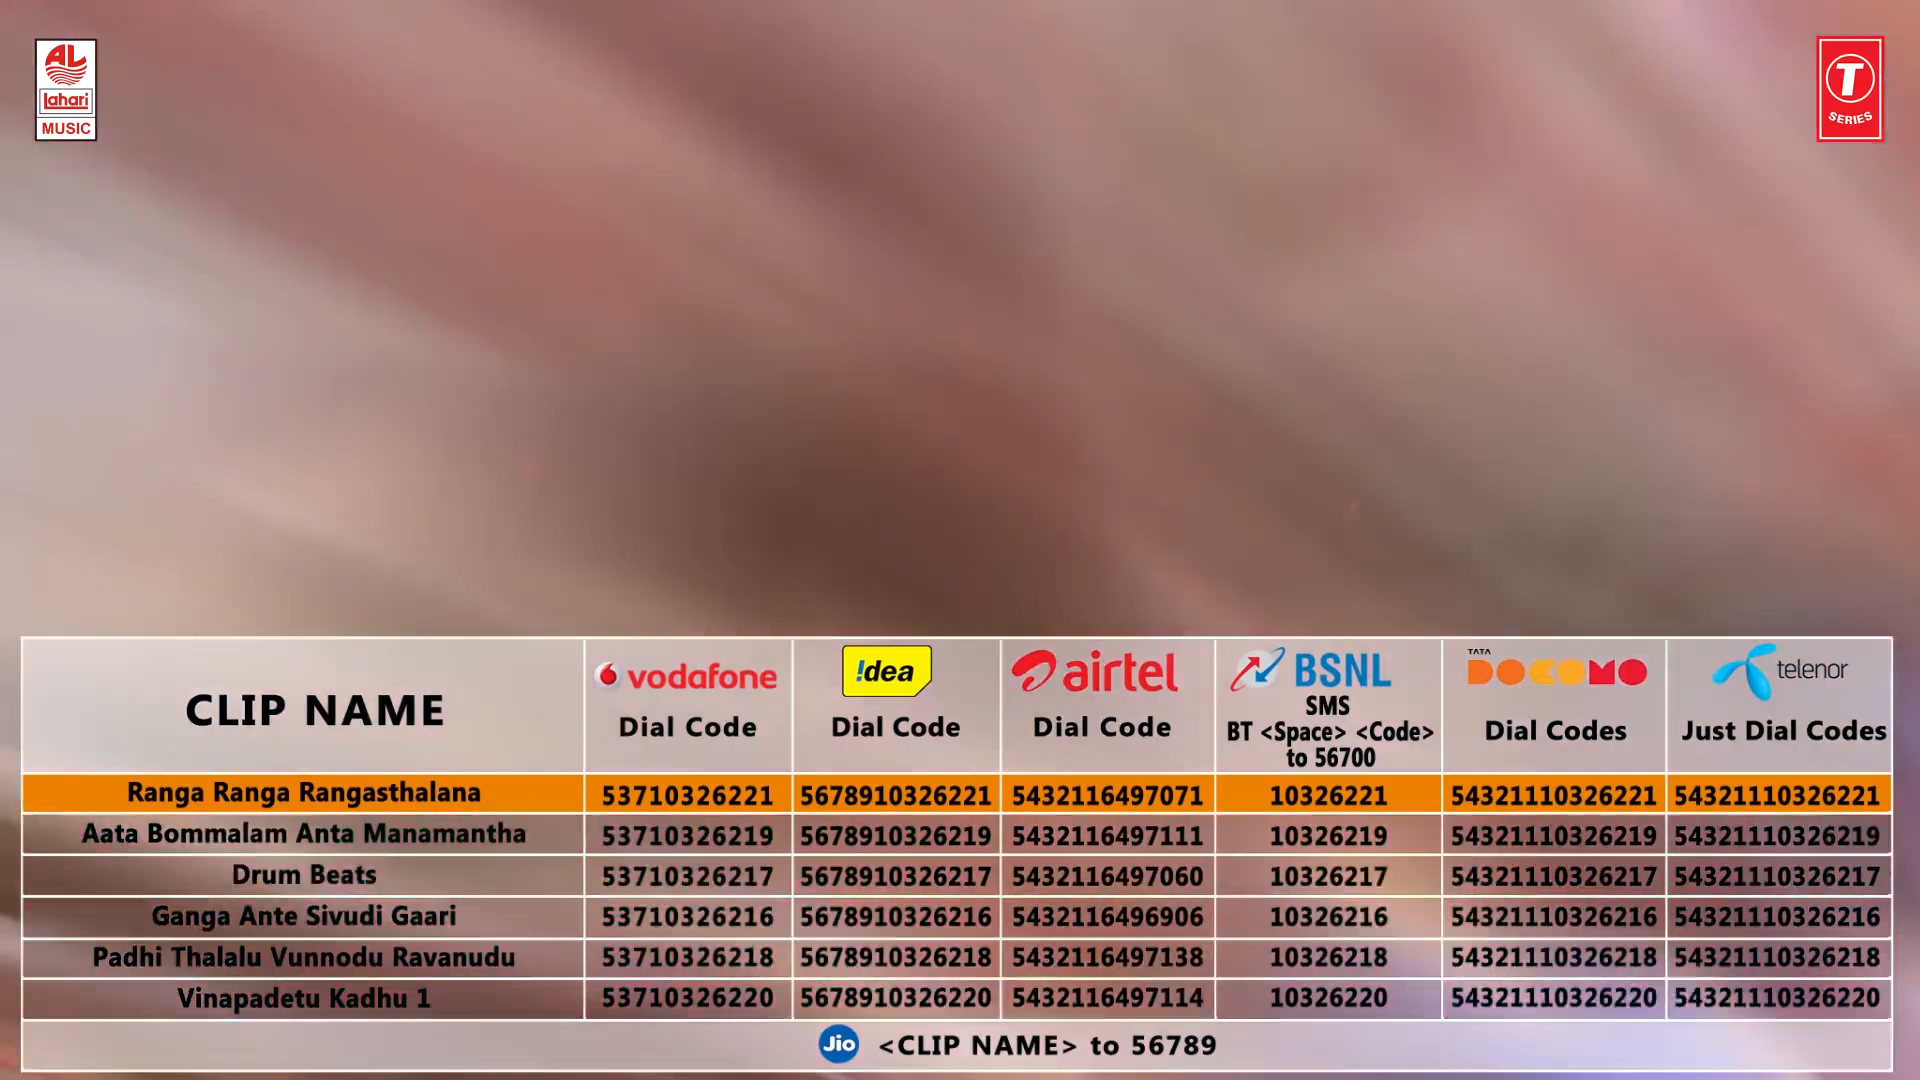 AL
lahari
MUSIC
T
SERIES
CLIP NAME
vodafone
Dial Code
!dea
Dial Code
airtel
Dial Code
BSNL
SMS
BT <Space> <Code>
to 56700
TATA
DOCOMO
Dial Codes
telenor
Just Dial Codes
Ranga Ranga Rangasthalana 53710326221 5678910326221 5432116497071 10326221 54321110326221 54321110326221
Aata Bommalam Anta Manamantha 53710326219 5678910326219 5432116497111 10326219 54321110326219 54321110326219
Drum Beats 53710326217 5678910326217 5432116497060 10326217 54321110326217 54321110326217
Ganga Ante Sivudi Gaari 53710326216 5678910326216 5432116496906 10326216 54321110326216 54321110326216
Padhi Thalalu Vunnodu Ravanudu 53710326218 5678910326218 5432116497138 10326218 54321110326218 54321110326218
Vinapadetu Kadhu 1 53710326220 5678910326220 5432116497114 10326220 54321110326220 54321110326220
Jio <CLIP NAME> to 56789